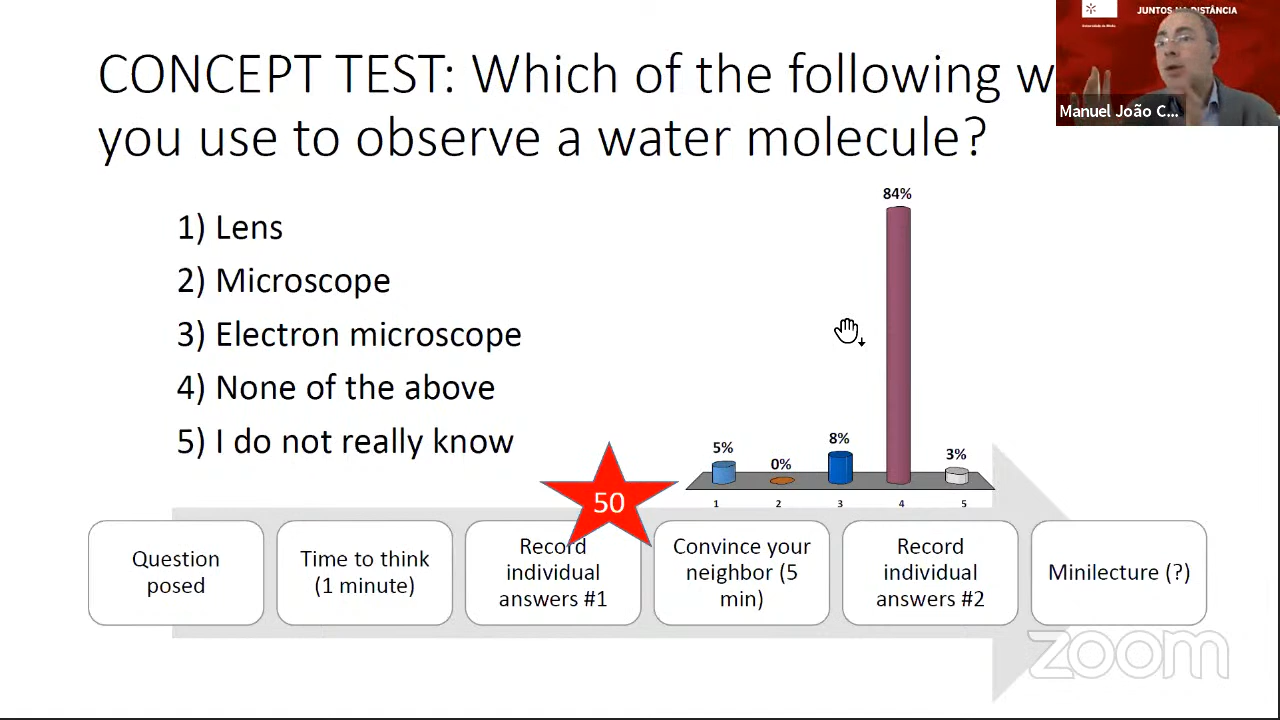 JUNTOS NA DISTÂNCIA
Universidade do Minho
Manuel João C...
CONCEPT TEST: Which of the following w
you use to observe a water molecule?
1) Lens
2) Microscope
3) Electron microscope
4) None of the above
5) I do not really know
84%
5%
0%
8%
3%
1 2 3 4 5
50
Question
posed
Time to think
(1 minute)
Record
individual
answers #1
Convince your
neighbor (5
min)
Record
individual
answers #2
Minilecture (?)
zoom